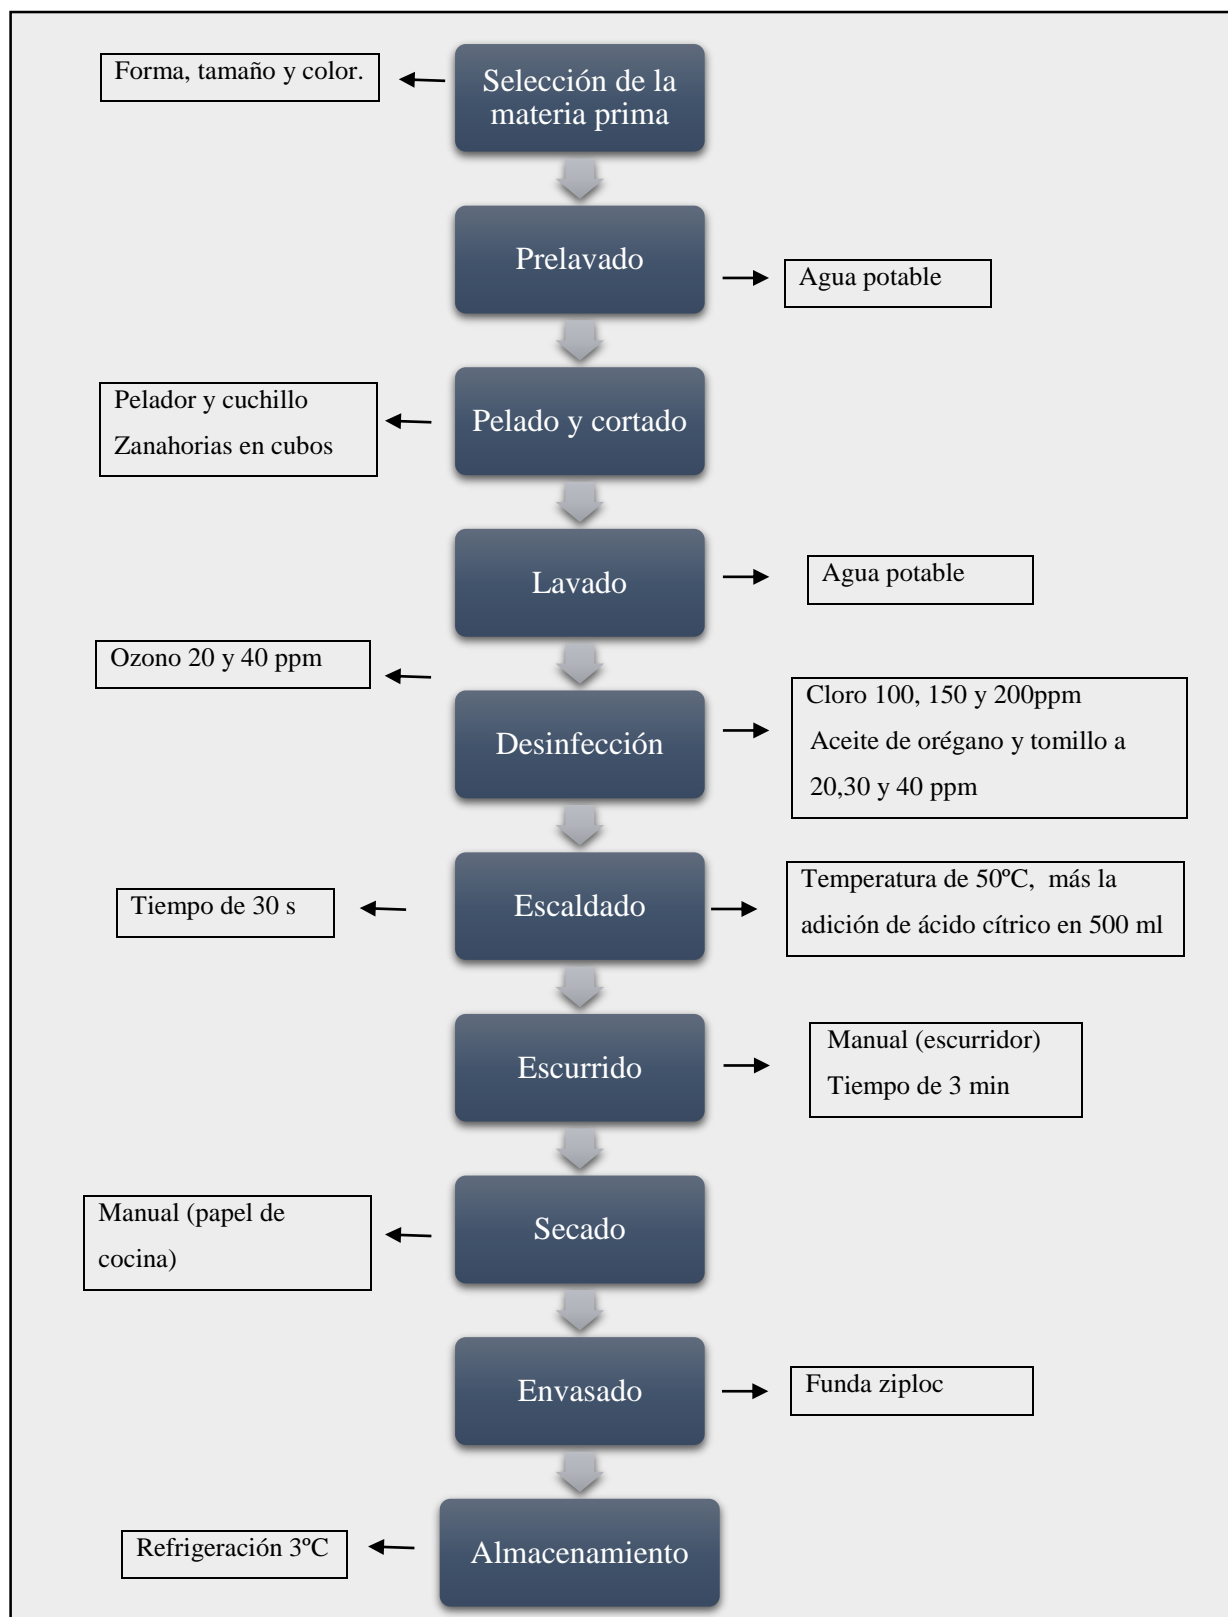 Forma, tamaño y color.
Selección de la
materia prima
Prelavado
Agua potable
Pelador y cuchillo
Zanahorias en cubos
Pelado y cortado
Lavado
Agua potable
Ozono 20 y 40 ppm
Desinfección
Cloro 100, 150 y 200ppm
Aceite de orégano y tomillo a
20,30 y 40 ppm
Tiempo de 30 s
Escaldado
Temperatura de 50ºC, más la
adición de ácido cítrico en 500 ml
Escurrido
Manual (escurridor)
Tiempo de 3 min
Manual (papel de
cocina)
Secado
Envasado
Funda ziploc
Refrigeración 3ºC
Almacenamiento